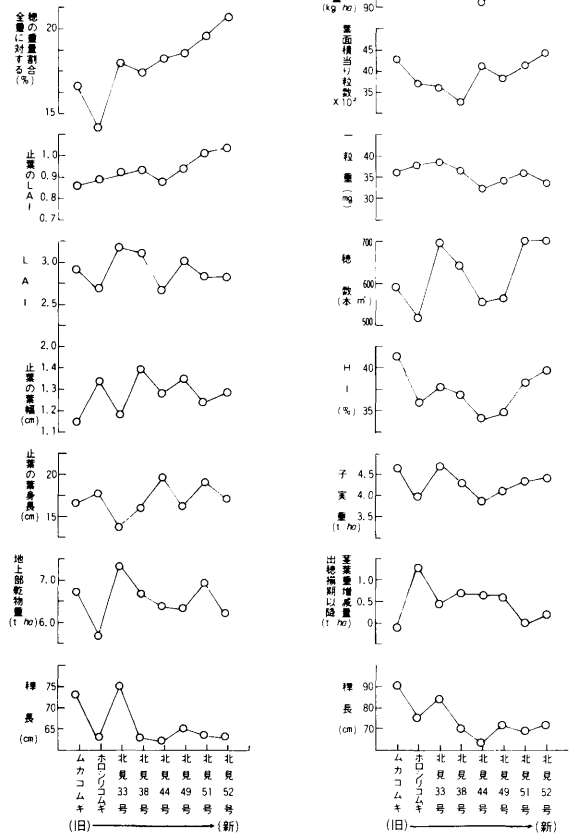 穂の重量割合
全重に対する
(%)
20
15
止葉のLAI
1.0
0.9
0.8
0.7
LAI
3.0
2.5
止葉の葉幅
(cm)
2.0
1.4
1.3
1.2
1.1
止葉の葉身長
(cm)
20
15
地上部乾物重
(t ha)
7.0
6.0
稈長
(cm)
75
70
65
ムカコムキ
ホロシリコムギ
北見33号
北見38号
北見44号
北見49号
北見51号
北見52号
(旧) → (新)
(kg ha)
90
葉面積当り粒数
×10²
45
40
35
一粒重
(mg)
40
35
30
穂数
(本 m²)
700
600
500
HI
(%)
40
35
子実重
(t ha)
4.5
4.0
3.5
出穂揃期以降
茎葉重増減量
(t ha)
1.0
0.5
0
稈長
(cm)
90
80
70
ムカコムキ
ホロシリコムギ
北見33号
北見38号
北見44号
北見49号
北見51号
北見52号
(旧) → (新)